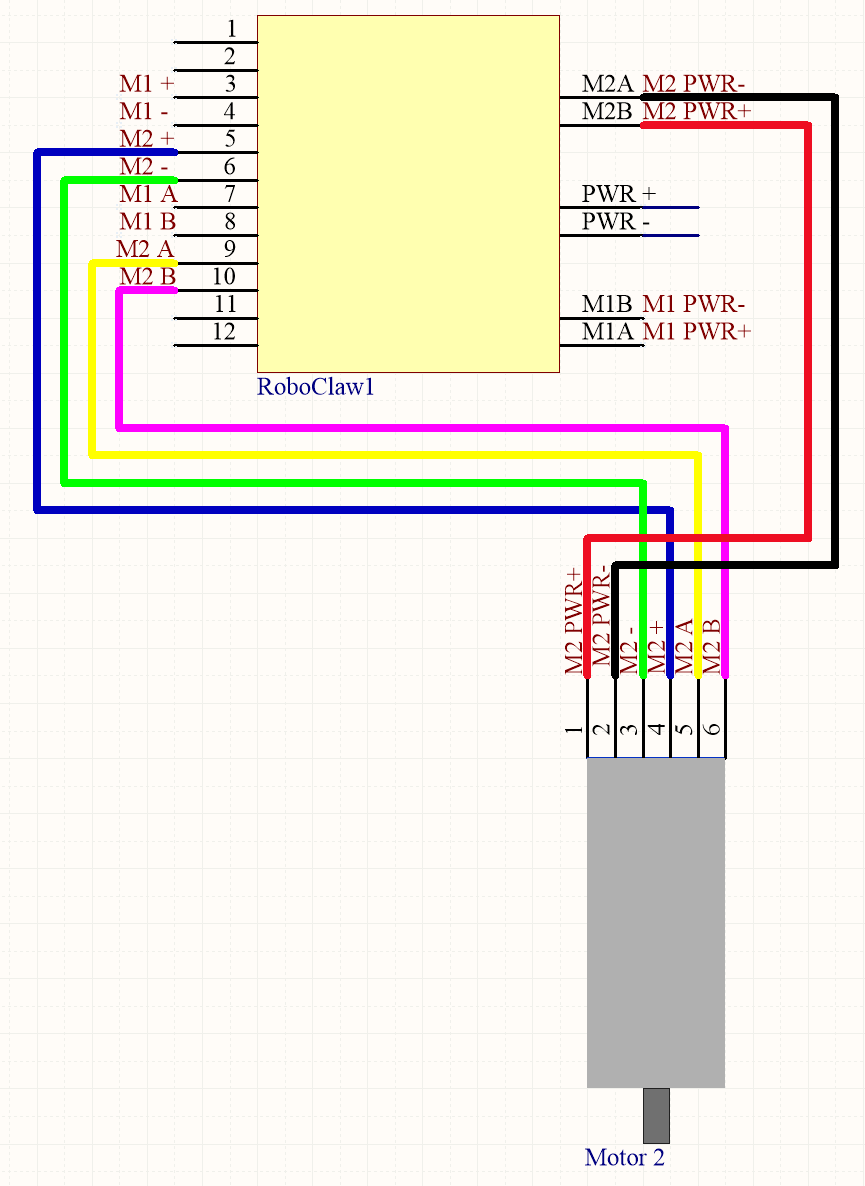 1
2
M1 + 3
M1 - 4
M2 + 5
M2 - 6
M1 A 7
M1 B 8
M2 A 9
M2 B 10
11
12
M2A M2 PWR-
M2B M2 PWR+
PWR +
PWR -
M1B M1 PWR-
M1A M1 PWR+
RoboClaw1
M2 PWR+ 1
M2 PWR- 2
M2 - 3
M2 + 4
M2 A 5
M2 B 6
Motor 2